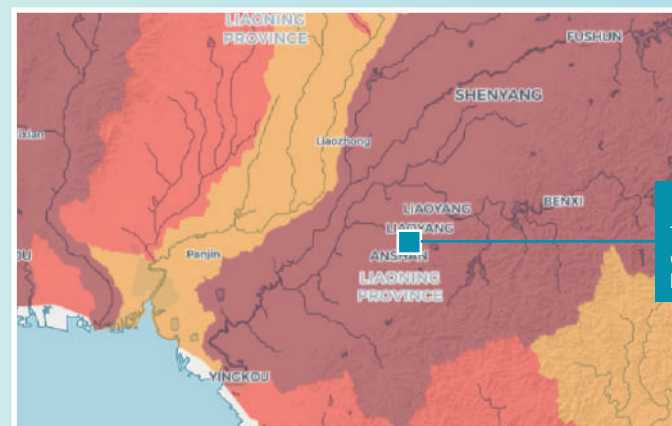 LIAONING
PROVINCE
FUSHUN
SHENYANG
Liaozhong
LIAOYANG
BENXI
LIAOYANG
Panjin
ANSHAN
LIAONING
PROVINCE
YINGKOU